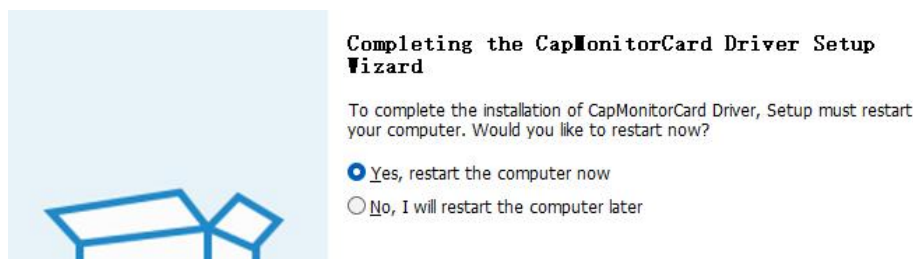 Completing the CapMonitorCard Driver Setup
Wizard
To complete the installation of CapMonitorCard Driver, Setup must restart
your computer. Would you like to restart now?
Yes, restart the computer now
No, I will restart the computer later